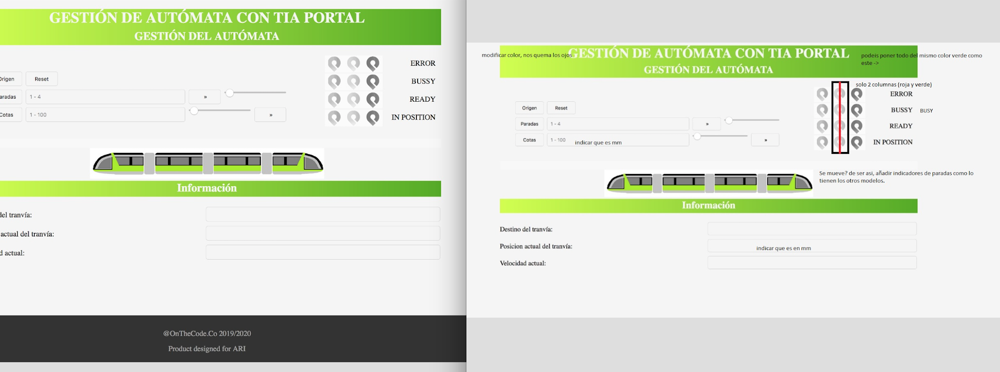 GESTIÓN DE AUTÓMATA CON TIA PORTAL
GESTIÓN DEL AUTÓMATA
ERROR
Origen Reset
BUSSY
Paradas 1 - 4 »
READY
Cotas 1 - 100 »
IN POSITION
Información
del tranvía:
actual del tranvía:
d actual:
@OnTheCode.Co 2019/2020
Product designed for ARI
modificar color, nos quema los ojos
GESTIÓN DE AUTÓMATA CON TIA PORTAL
GESTIÓN DEL AUTÓMATA
podeis poner todo del mismo color verde como
este ->
solo 2 columnas (roja y verde)
ERROR
Origen Reset
BUSSY BUSY
Paradas 1 - 4 »
READY
Cotas 1 - 100 indicar que es mm »
IN POSITION
Se mueve? de ser asi, añadir indicadores de paradas como lo
tienen los otros modelos.
Información
Destino del tranvía:
Posicion actual del tranvía:
indicar que es en mm
Velocidad actual: